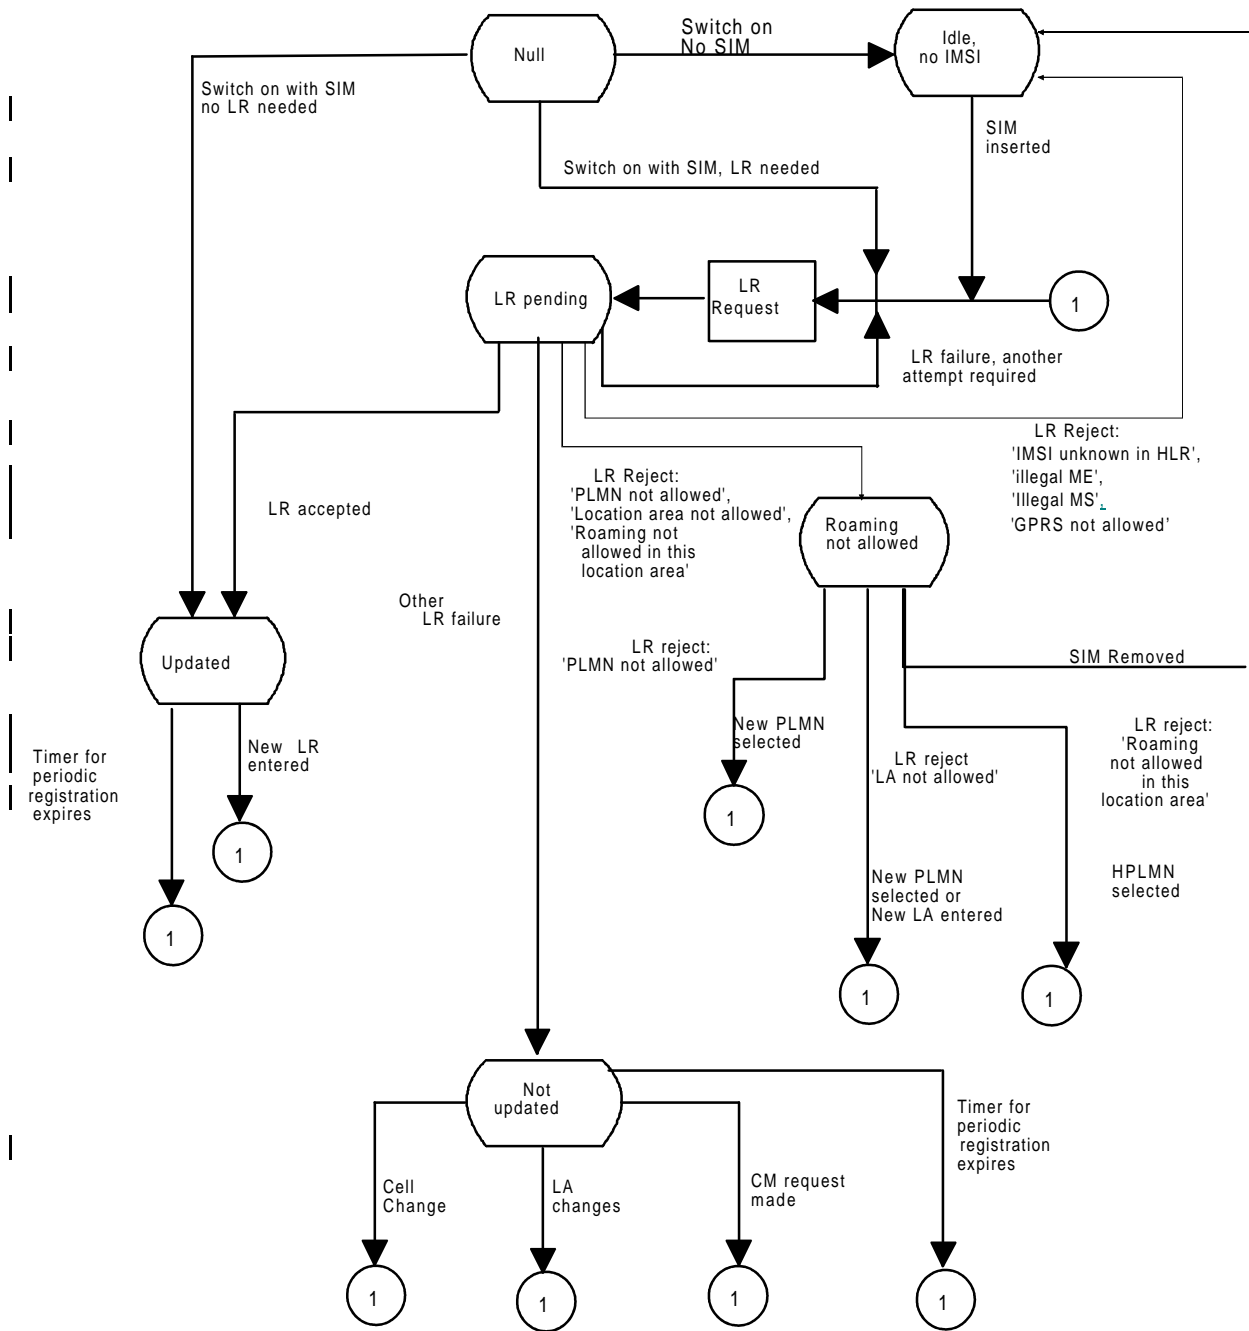 Switch on
No SIM
Idle,
no IMSI
Null
Switch on with SIM
no LR needed
SIM
inserted
Switch on with SIM, LR needed
LR
Request
LR pending
1
LR failure, another
attempt required
LR Reject:
'IMSI unknown in HLR',
'illegal ME',
'Illegal MS',
'GPRS not allowed'
LR Reject:
'PLMN not allowed',
'Location area not allowed',
'Roaming not
allowed in this
location area'
LR accepted
Roaming
not allowed
Other
LR failure
LR reject:
'PLMN not allowed'
SIM Removed
Updated
New PLMN
selected
LR reject
'LA not allowed'
LR reject:
'Roaming
not allowed
in this
location area'
Timer for
periodic
registration
expires
New LR
entered
1
1
1
New PLMN
selected or
New LA entered
HPLMN
selected
1
1
Not
updated
Timer for
periodic
registration
expires
Cell
Change
LA
changes
CM request
made
1
1
1
1